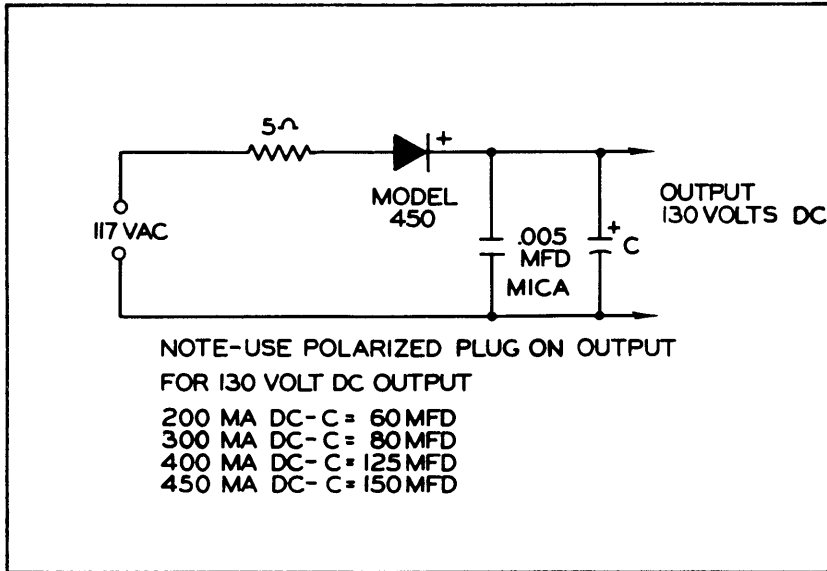 5Ω
+
MODEL
450
117 VAC
.005
MFD
MICA
+
C
OUTPUT
130 VOLTS DC
NOTE-USE POLARIZED PLUG ON OUTPUT
FOR 130 VOLT DC OUTPUT
200 MA DC-C= 60 MFD
300 MA DC-C= 80 MFD
400 MA DC-C= 125 MFD
450 MA DC-C= 150 MFD